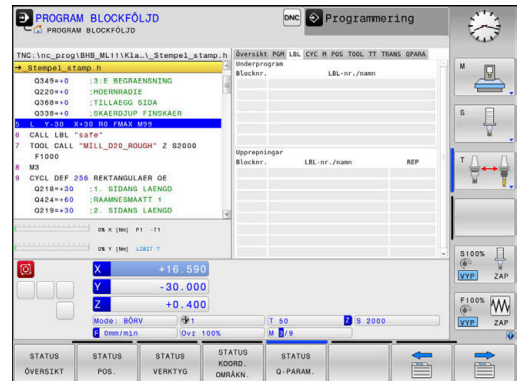 PROGRAM BLOCKFÖLJD
PROGRAM BLOCKFÖLJD
DNC
Programmering
TNC:\nc_prog\BHB_ML11\Kla…\_Stempel_stamp.h
→_Stempel_stamp.h
Q349=+0 ;3:E BEGRAENSNING
Q220=+0 ;HOERNRADIE
Q368=+0 ;TILLAEGG SIDA
Q338=+0 ;SKAERDJUP FINSKAER
5 L Y-30 X+30 R0 FMAX M99
6 CALL LBL "safe"
7 TOOL CALL "MILL_D20_ROUGH" Z S2000
F1000
8 M3
9 CYCL DEF 256 REKTANGULAER OE
Q218=+30 ;1. SIDANS LAENGD
Q424=+60 ;RAAMNESMAATT 1
Q219=+30 ;2. SIDANS LAENGD
0% X [Nm] P1 -T1
0% Y [Nm] LIMIT ?
Översikt PGM LBL CYC M POS TOOL TT TRANS QPARA
Underprogram
Blocknr. LBL-nr./namn
Upprepningar
Blocknr. LBL-nr./namn REP
X +16.590
Y -30.000
Z +0.400
Mode: BÖRV 1 T 50 Z S 2000
F 0mm/min Ovr 100% M 3/9
M
S
T
S100%
VYP ZAP
F100%
VYP ZAP
STATUS ÖVERSIKT
STATUS POS.
STATUS VERKTYG
STATUS KOORD. OMRÄKN.
STATUS Q-PARAM.